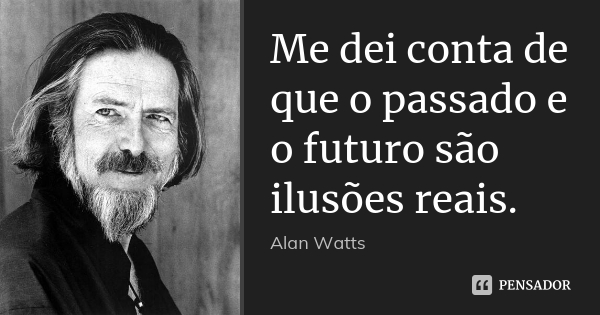 Me dei conta de
que o passado e
o futuro são
ilusões reais.
Alan Watts
PENSADOR